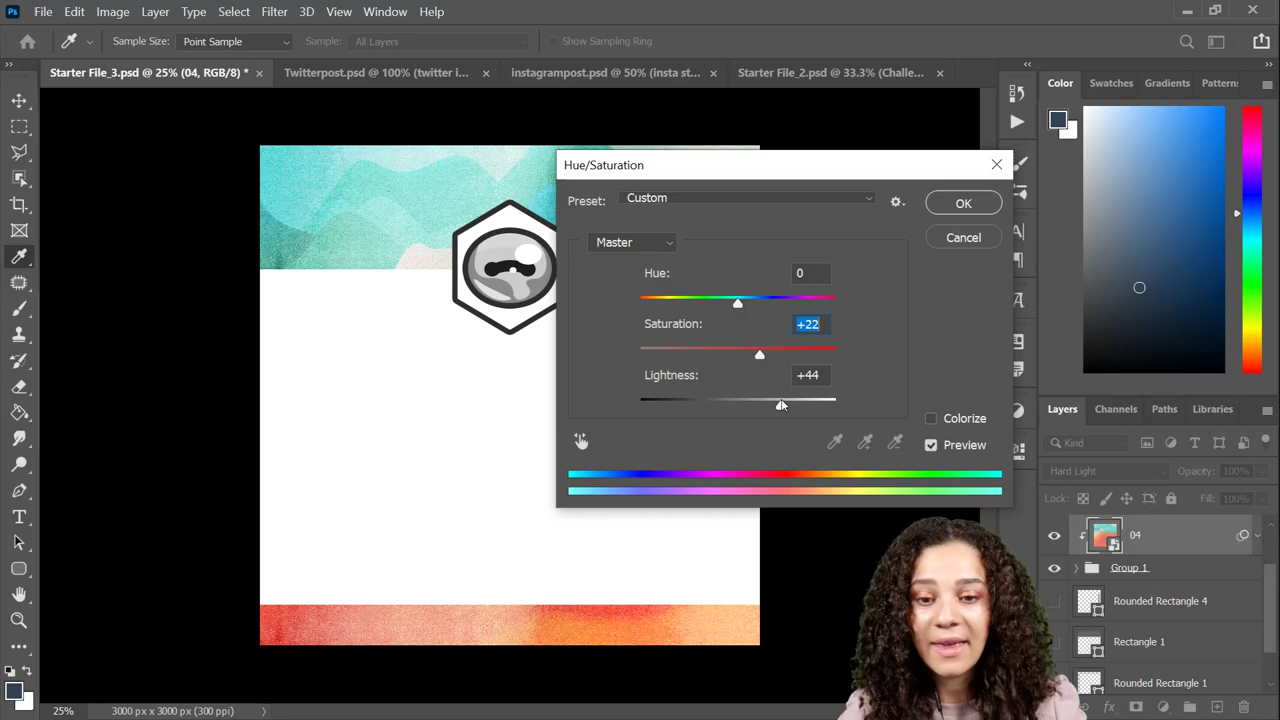 Ps File Edit Image Layer Type Select Filter 3D View Window Help
Sample Size: Point Sample Sample: All Layers Show Sampling Ring
Starter File_3.psd @ 25% (04, RGB/8) * Twitterpost.psd @ 100% (twitter i... instagrampost.psd @ 50% (insta st... Starter File_2.psd @ 33.3% (Challe...
Color Swatches Gradients Patterns
Hue/Saturation
Preset: Custom
OK
Cancel
Master
Hue: 0
Saturation: +22
Lightness: +44
Colorize
Preview
Layers Channels Paths Libraries
Kind
Hard Light Opacity: 100%
Lock: Fill: 100%
04
Group 1
Rounded Rectangle 4
Rectangle 1
Rounded Rectangle 1
25% 3000 px x 3000 px (300 ppi)